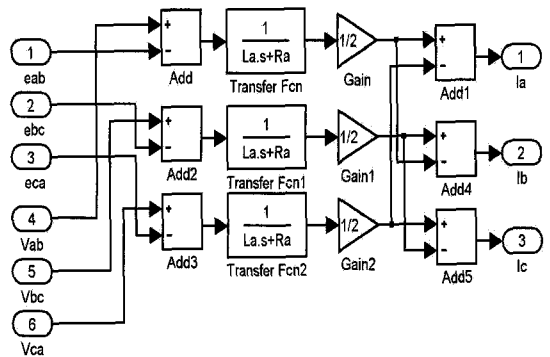 1
eab
2
ebc
3
eca
4
Vab
5
Vbc
6
Vca
+
−
Add
+
−
Add2
+
−
Add3
1
La.s+Ra
Transfer Fcn
1
La.s+Ra
Transfer Fcn1
1
La.s+Ra
Transfer Fcn2
1/2
Gain
1/2
Gain1
1/2
Gain2
+
−
Add1
+
−
Add4
+
−
Add5
1
Ia
2
Ib
3
Ic